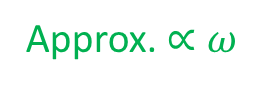 Approx. ∝ ω